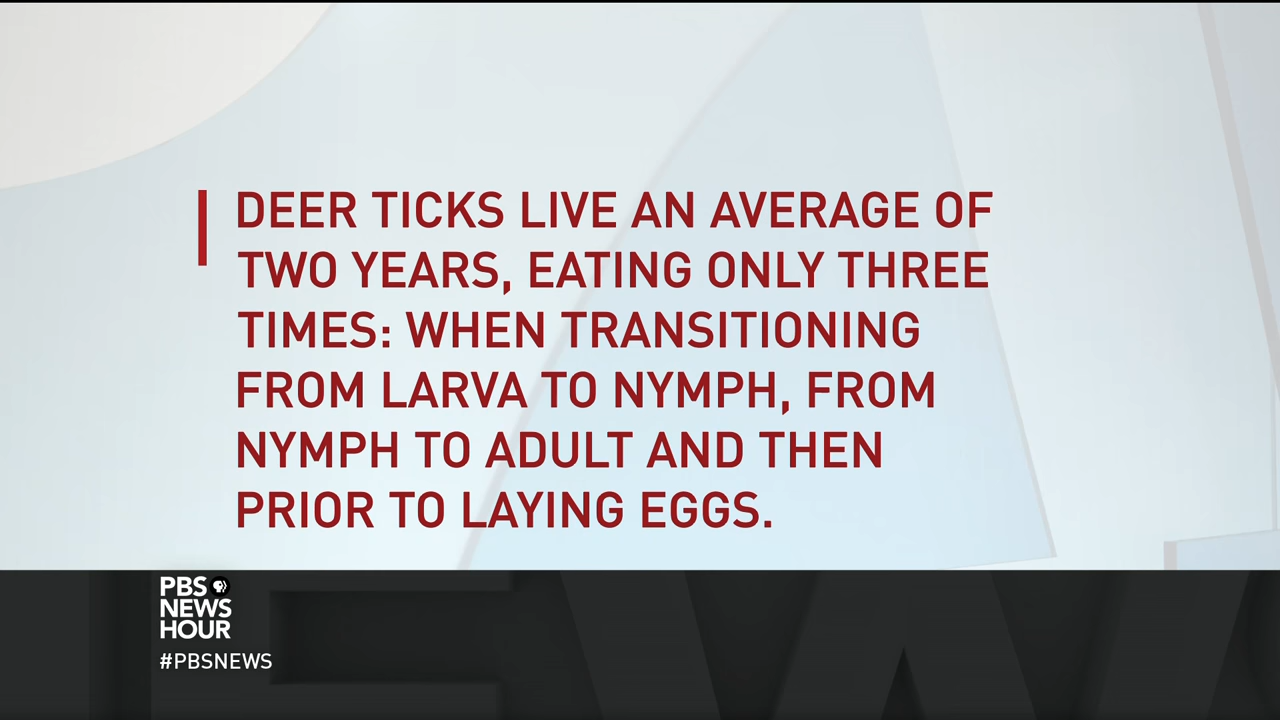 DEER TICKS LIVE AN AVERAGE OF
TWO YEARS, EATING ONLY THREE
TIMES: WHEN TRANSITIONING
FROM LARVA TO NYMPH, FROM
NYMPH TO ADULT AND THEN
PRIOR TO LAYING EGGS.
PBS
NEWS
HOUR
#PBSNEWS